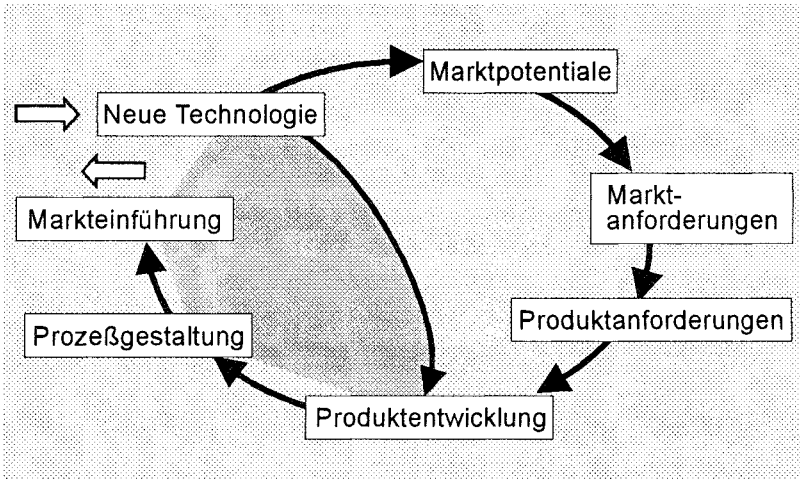 Neue Technologie
Marktpotentiale
Markt-
anforderungen
Produktanforderungen
Produktentwicklung
Prozeßgestaltung
Markteinführung